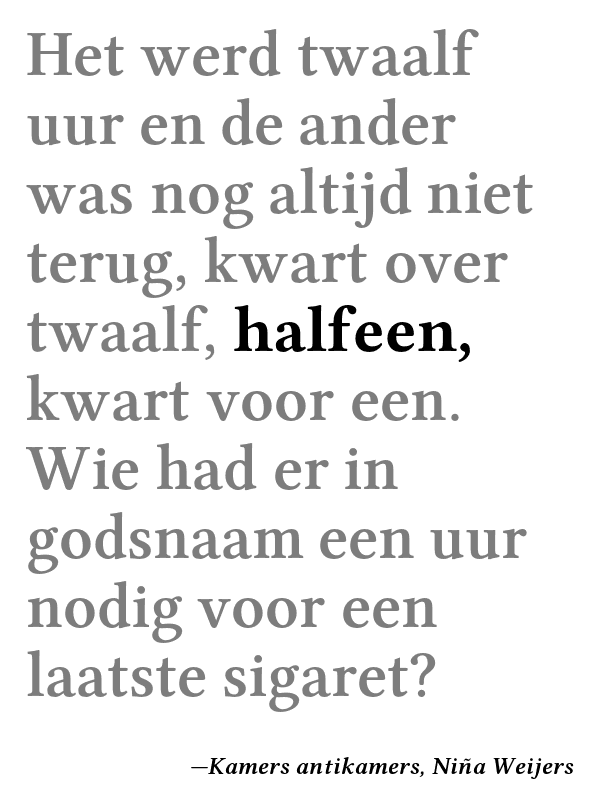 Het werd twaalf
uur en de ander
was nog altijd niet
terug, kwart over
twaalf, halfeen,
kwart voor een.
Wie had er in
godsnaam een uur
nodig voor een
laatste sigaret?
—Kamers antikamers, Niña Weijers